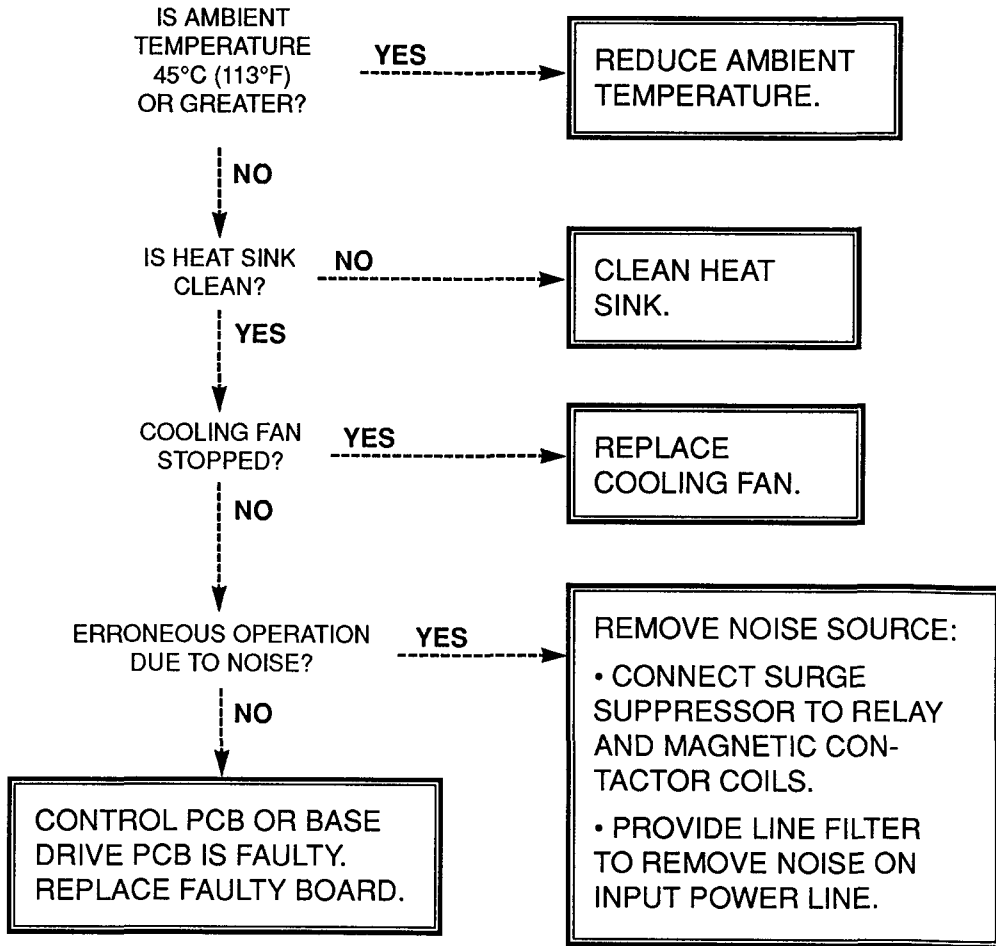 IS AMBIENT
TEMPERATURE
45°C (113°F)
OR GREATER?
YES
REDUCE AMBIENT
TEMPERATURE.
NO
IS HEAT SINK
CLEAN?
NO
CLEAN HEAT
SINK.
YES
COOLING FAN
STOPPED?
YES
REPLACE
COOLING FAN.
NO
ERRONEOUS OPERATION
DUE TO NOISE?
YES
REMOVE NOISE SOURCE:
• CONNECT SURGE
SUPPRESSOR TO RELAY
AND MAGNETIC CON-
TACTOR COILS.
• PROVIDE LINE FILTER
TO REMOVE NOISE ON
INPUT POWER LINE.
NO
CONTROL PCB OR BASE
DRIVE PCB IS FAULTY.
REPLACE FAULTY BOARD.